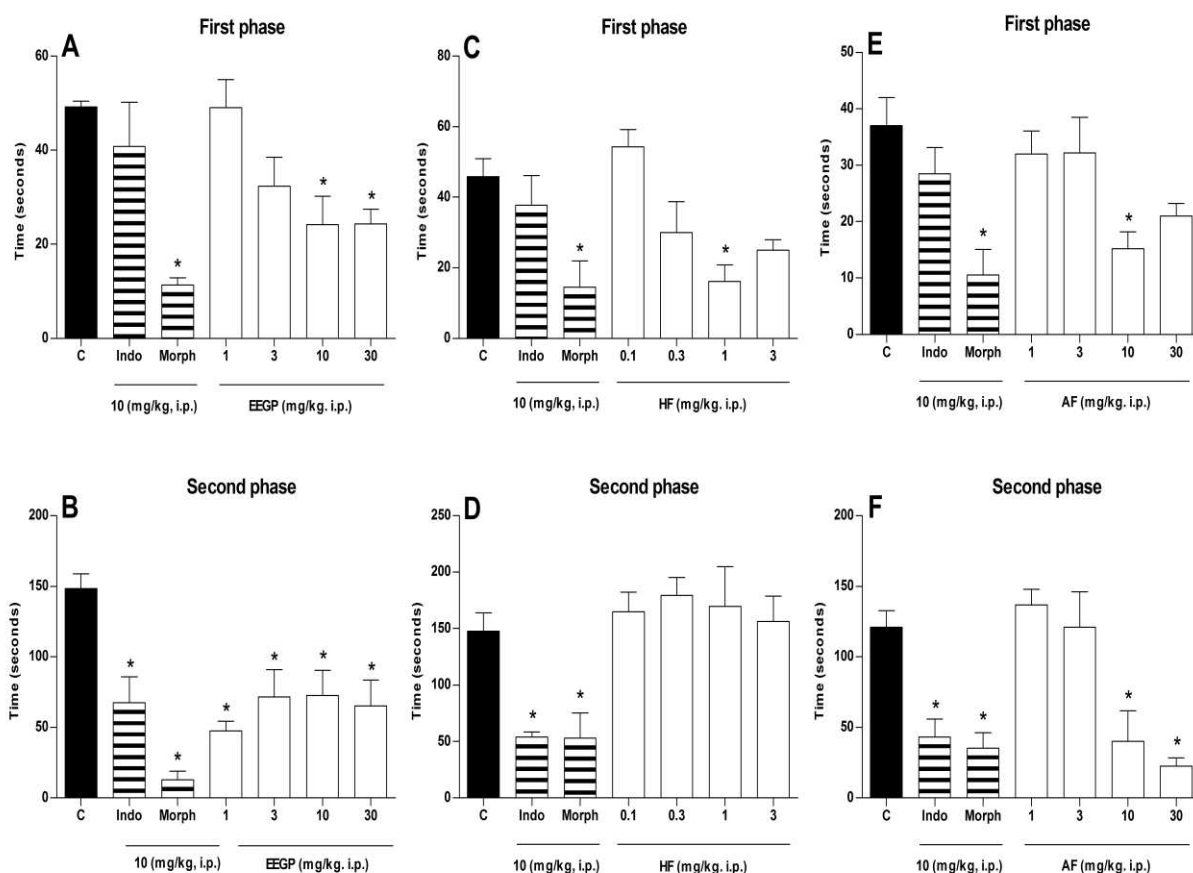 A
First phase
Time (seconds)
60
40
20
0
*
*
*
C Indo Morph 1 3 10 30
10 (mg/kg, i.p.) EEGP (mg/kg. i.p.)
C
First phase
Time (seconds)
80
60
40
20
0
*
*
C Indo Morph 0.1 0.3 1 3
10 (mg/kg, i.p.) HF (mg/kg. i.p.)
E
First phase
Time (seconds)
50
40
30
20
10
0
*
*
C Indo Morph 1 3 10 30
10 (mg/kg, i.p.) AF (mg/kg. i.p.)
B
Second phase
Time (seconds)
200
150
100
50
0
*
*
*
*
*
*
C Indo Morph 1 3 10 30
10 (mg/kg, i.p.) EEGP (mg/kg. i.p.)
D
Second phase
Time (seconds)
250
200
150
100
50
0
*
*
C Indo Morph 0.1 0.3 1 3
10 (mg/kg, i.p.) HF (mg/kg. i.p.)
F
Second phase
Time (seconds)
200
150
100
50
0
*
*
*
*
C Indo Morph 1 3 10 30
10 (mg/kg, i.p.) AF (mg/kg. i.p.)